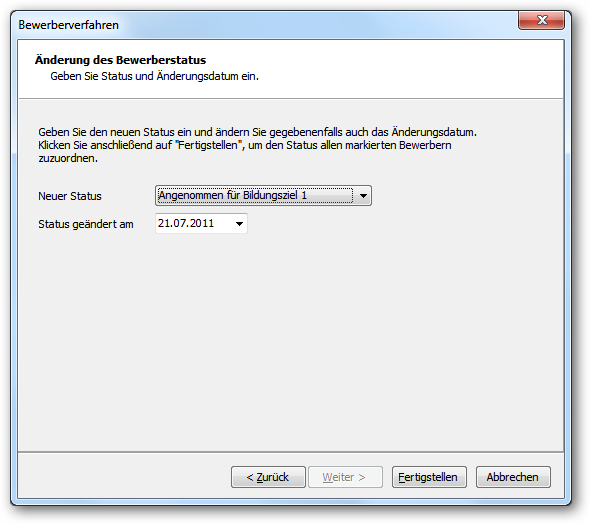 Bewerberverfahren
Änderung des Bewerberstatus
Geben Sie Status und Änderungsdatum ein.
Geben Sie den neuen Status ein und ändern Sie gegebenenfalls auch das Änderungsdatum.
Klicken Sie anschließend auf "Fertigstellen", um den Status allen markierten Bewerbern
zuzuordnen.
Neuer Status Angenommen für Bildungsziel 1
Status geändert am 21.07.2011
< Zurück Weiter > Fertigstellen Abbrechen